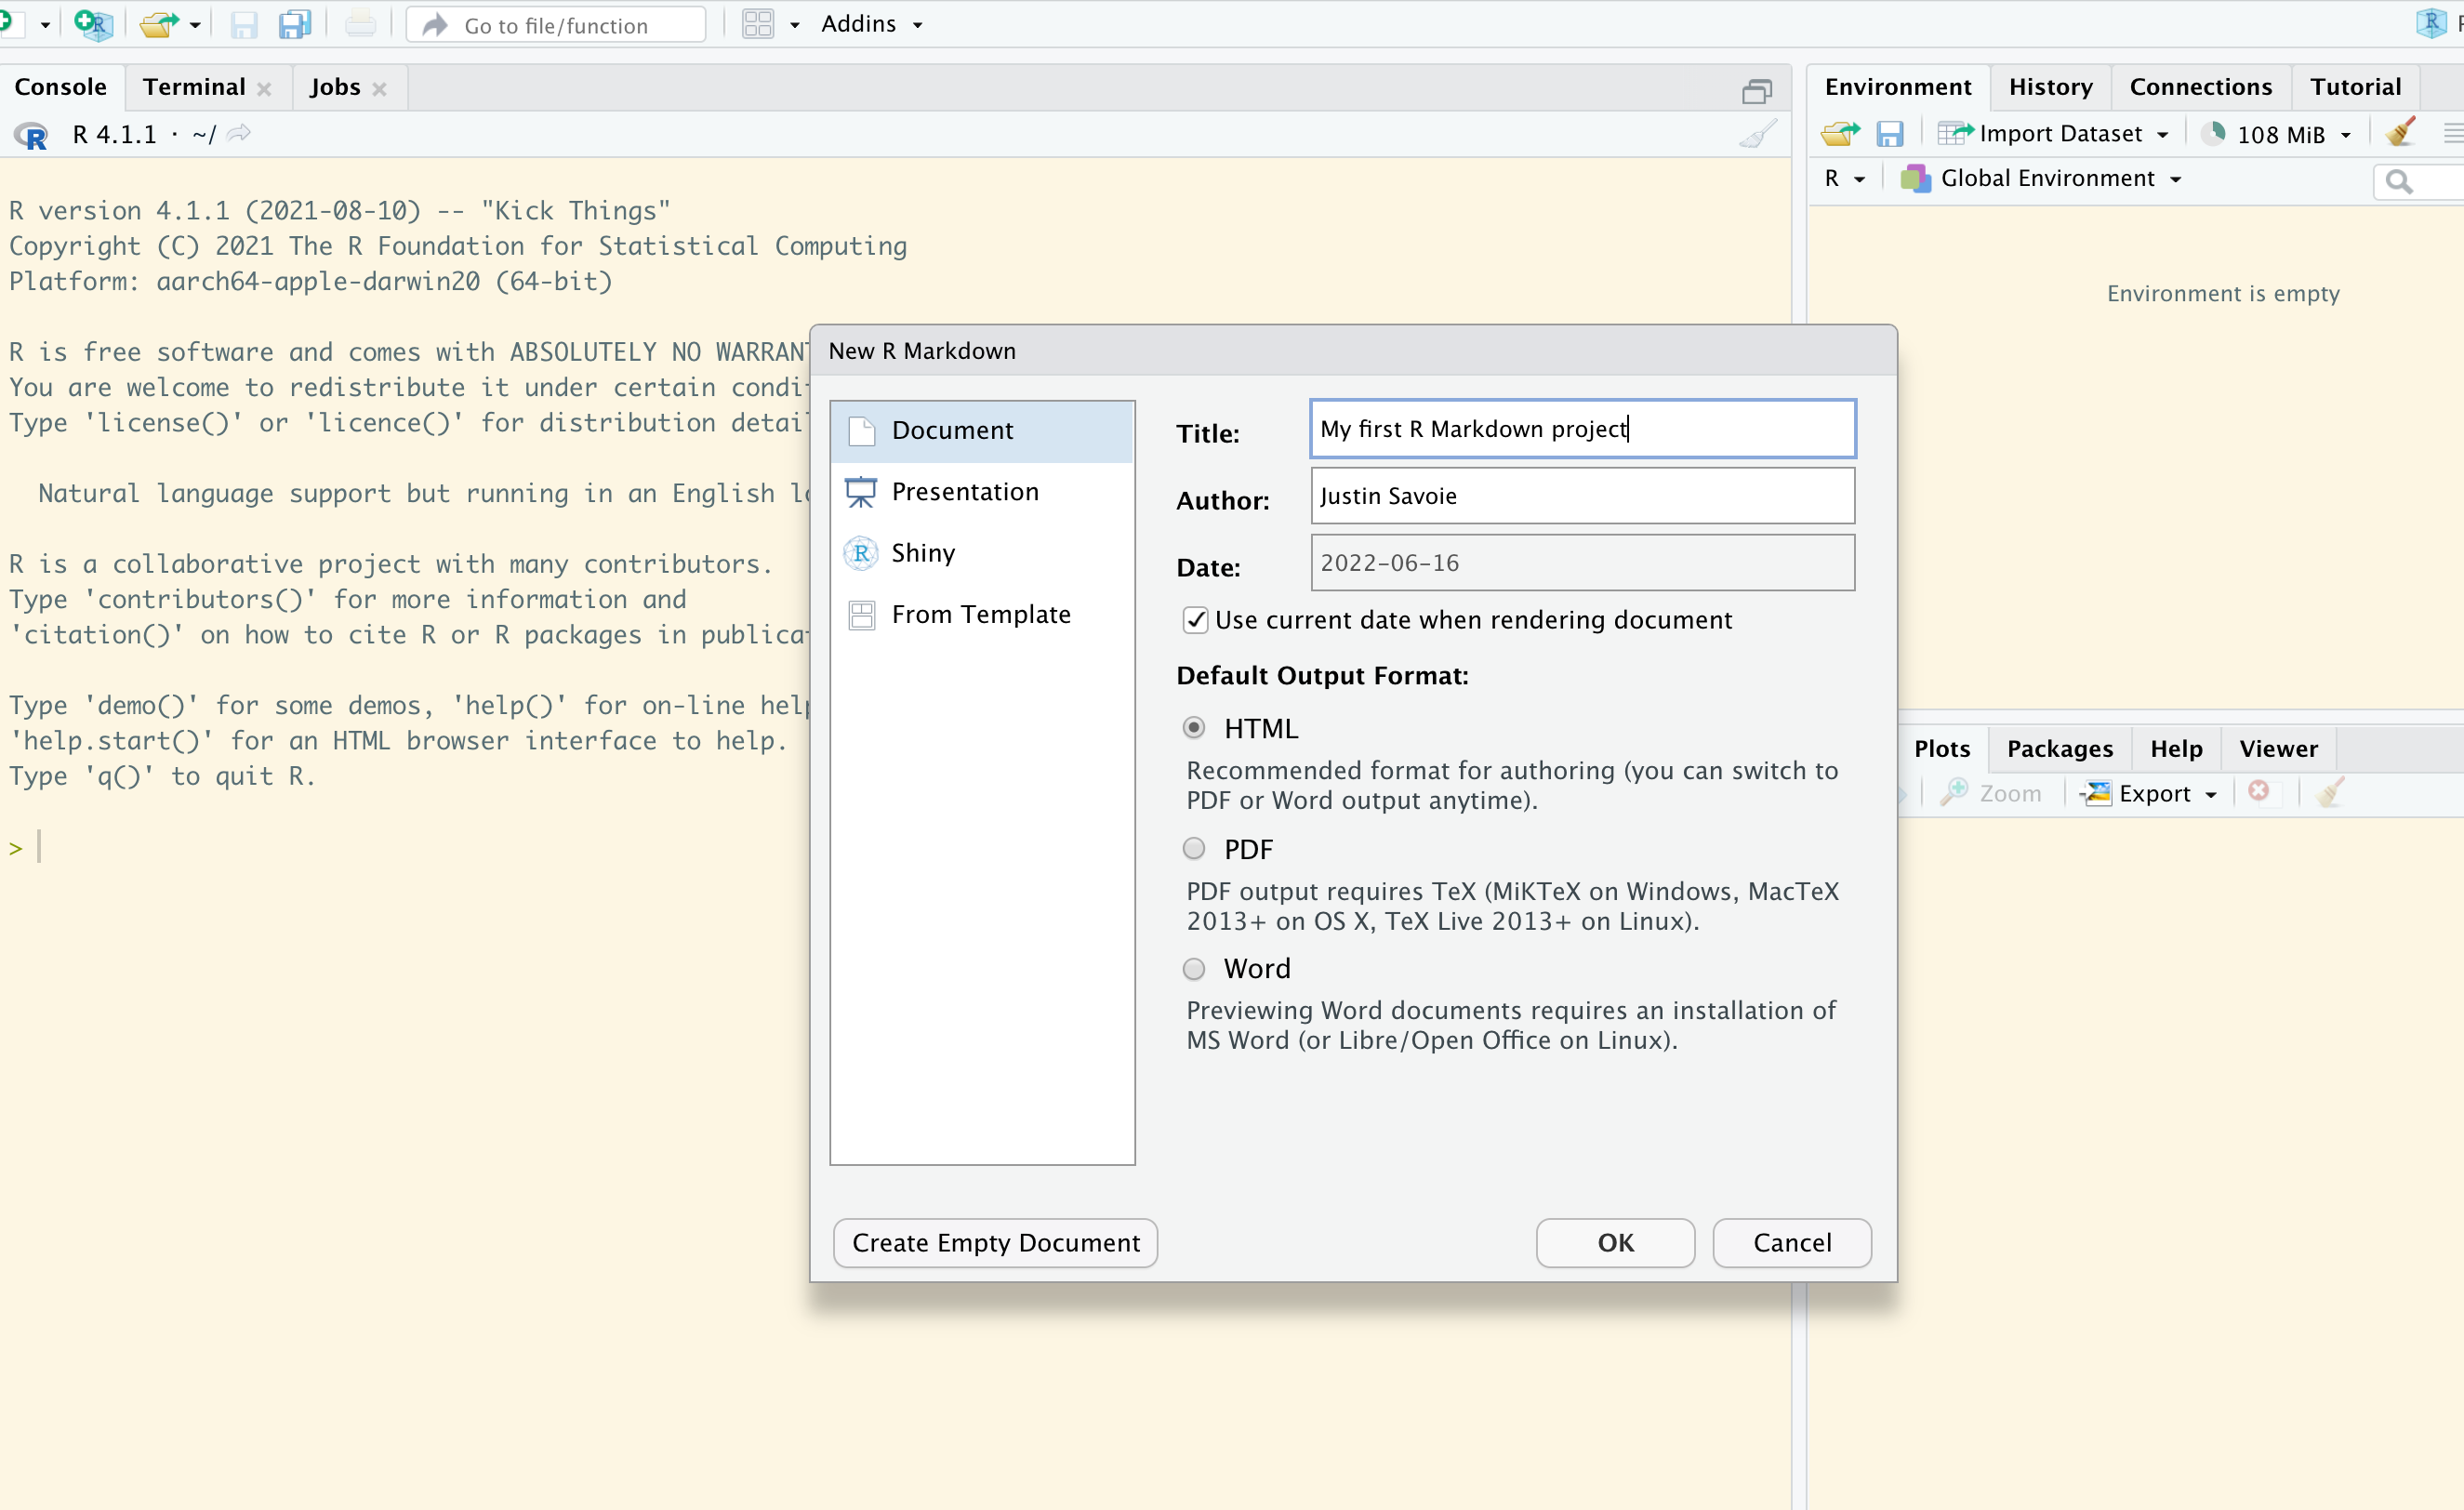 Go to file/function
Addins
Console
Terminal
Jobs
R 4.1.1 · ~/
R version 4.1.1 (2021-08-10) -- "Kick Things"
Copyright (C) 2021 The R Foundation for Statistical Computing
Platform: aarch64-apple-darwin20 (64-bit)
R is free software and comes with ABSOLUTELY NO WARRAN
You are welcome to redistribute it under certain condi
Type 'license()' or 'licence()' for distribution detai
Natural language support but running in an English lo
R is a collaborative project with many contributors.
Type 'contributors()' for more information and
'citation()' on how to cite R or R packages in publica
Type 'demo()' for some demos, 'help()' for on-line help
'help.start()' for an HTML browser interface to help.
Type 'q()' to quit R.
>
New R Markdown
Document
Presentation
Shiny
From Template
Title: My first R Markdown project
Author: Justin Savoie
Date: 2022-06-16
Use current date when rendering document
Default Output Format:
HTML
Recommended format for authoring (you can switch to
PDF or Word output anytime).
PDF
PDF output requires TeX (MiKTeX on Windows, MacTeX
2013+ on OS X, TeX Live 2013+ on Linux).
Word
Previewing Word documents requires an installation of
MS Word (or Libre/Open Office on Linux).
Create Empty Document
OK
Cancel
Environment
History
Connections
Tutorial
Import Dataset
108 MiB
R
Global Environment
Environment is empty
Plots
Packages
Help
Viewer
Zoom
Export